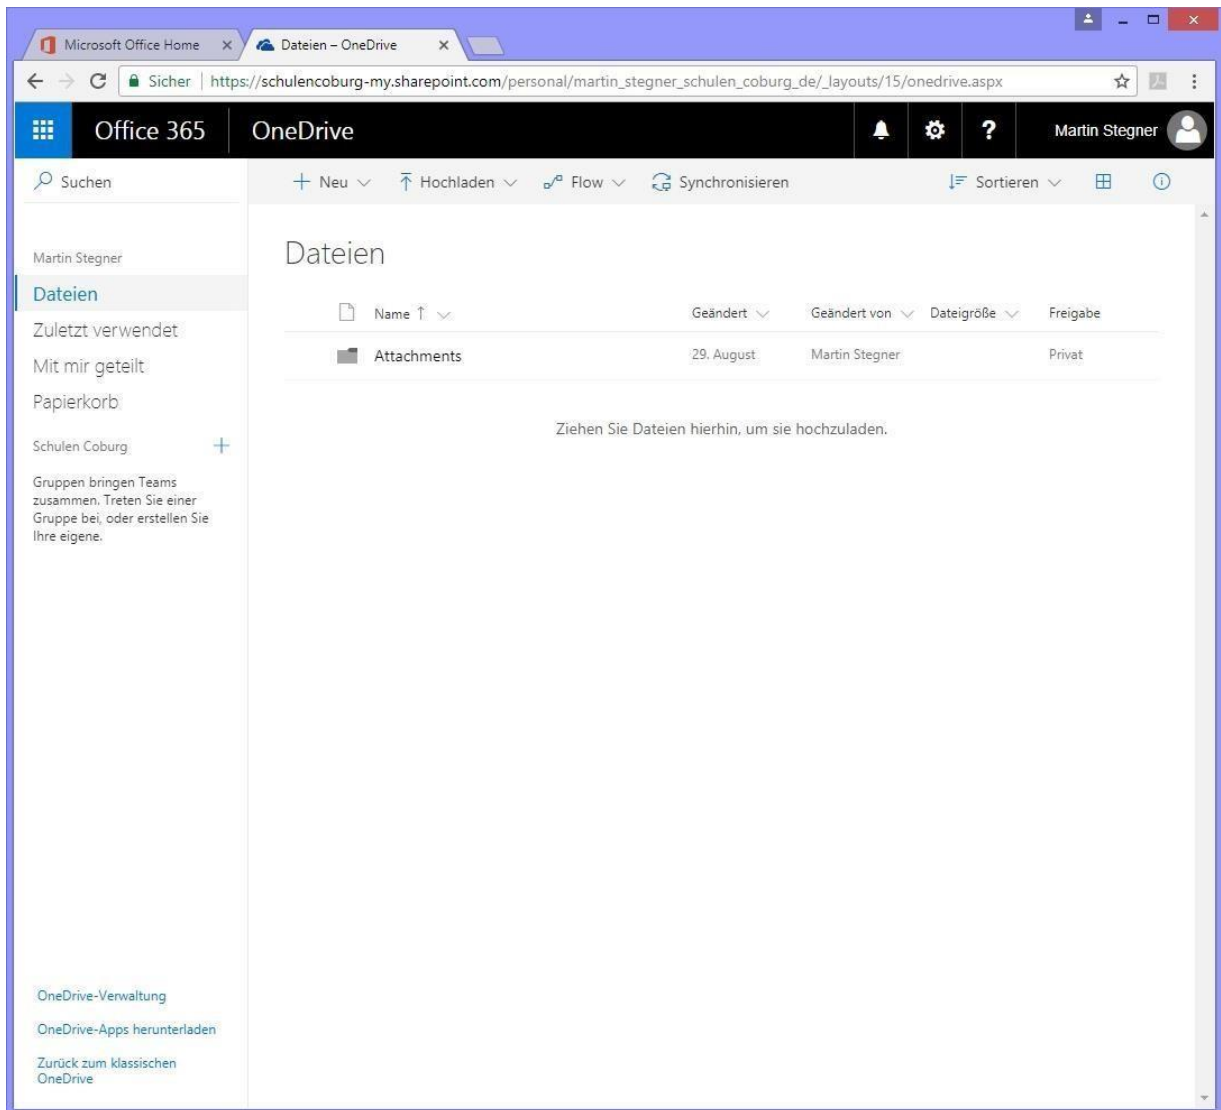 Microsoft Office Home
Dateien – OneDrive
Sicher | https://schulencoburg-my.sharepoint.com/personal/martin_stegner_schulen_coburg_de/_layouts/15/onedrive.aspx
Office 365 OneDrive ? Martin Stegner
Suchen
Neu Hochladen Flow Synchronisieren Sortieren
Martin Stegner
Dateien
Zuletzt verwendet
Mit mir geteilt
Papierkorb
Schulen Coburg +
Gruppen bringen Teams
zusammen. Treten Sie einer
Gruppe bei, oder erstellen Sie
Ihre eigene.
OneDrive-Verwaltung
OneDrive-Apps herunterladen
Zurück zum klassischen
OneDrive
Dateien
Name ↑ Geändert Geändert von Dateigröße Freigabe
Attachments 29. August Martin Stegner Privat
Ziehen Sie Dateien hierhin, um sie hochzuladen.